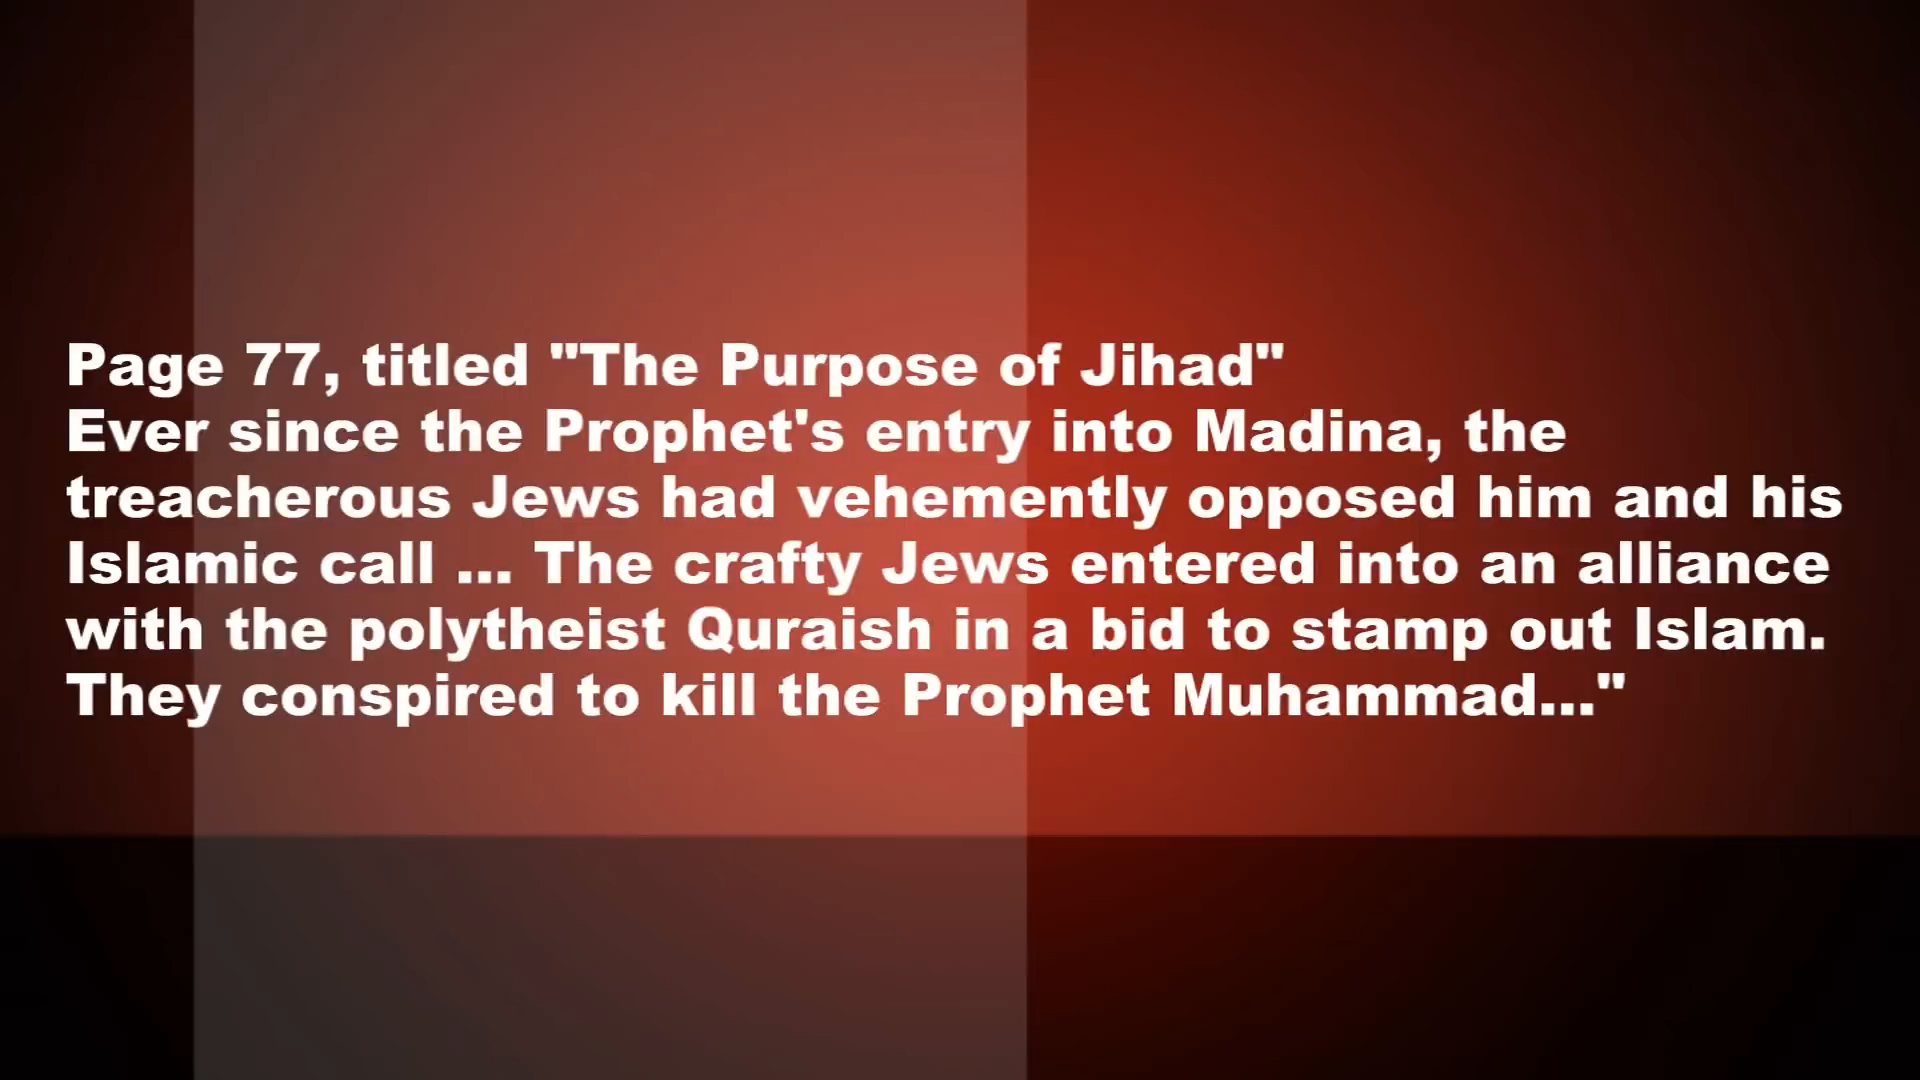 Page 77, titled "The Purpose of Jihad"
Ever since the Prophet's entry into Madina, the
treacherous Jews had vehemently opposed him and his
Islamic call ... The crafty Jews entered into an alliance
with the polytheist Quraish in a bid to stamp out Islam.
They conspired to kill the Prophet Muhammad..."